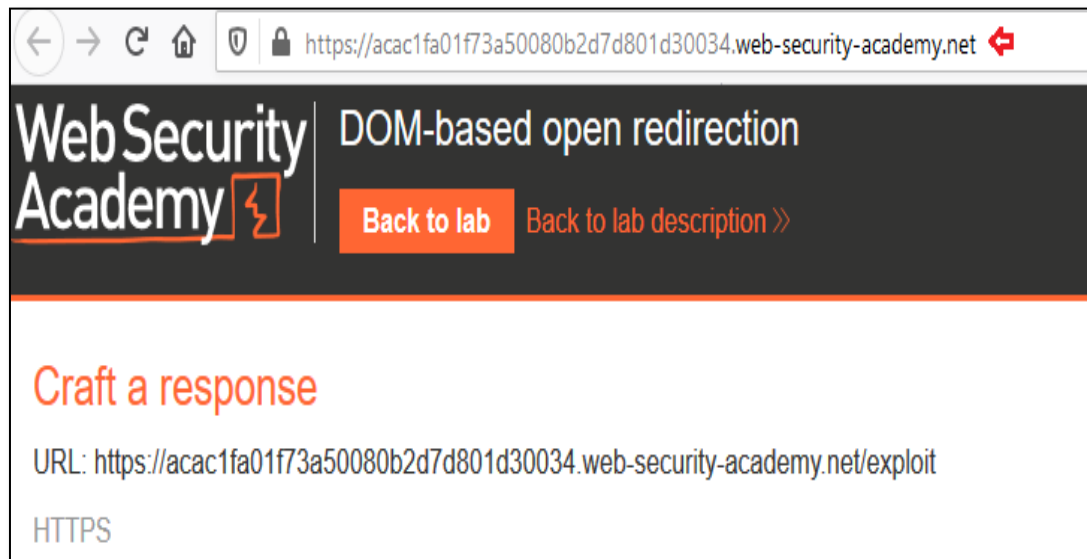 https://acac1fa01f73a50080b2d7d801d30034.web-security-academy.net
Web Security
Academy
DOM-based open redirection
Back to lab
Back to lab description
Craft a response
URL: https://acac1fa01f73a50080b2d7d801d30034.web-security-academy.net/exploit
HTTPS